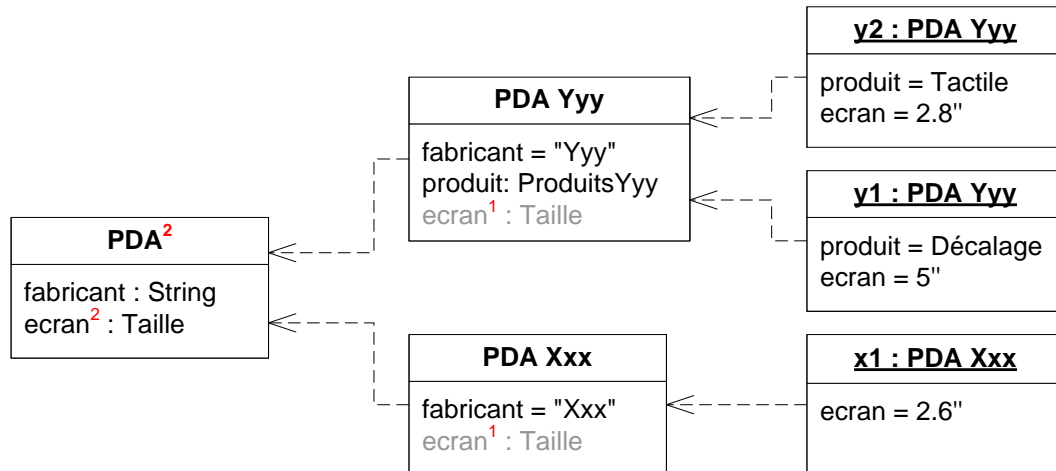 y2 : PDA Yyy
produit = Tactile
ecran = 2.8"
PDA Yyy
fabricant = "Yyy"
produit: ProduitsYyy
ecran¹ : Taille
y1 : PDA Yyy
produit = Décalage
ecran = 5"
PDA²
fabricant : String
ecran² : Taille
PDA Xxx
fabricant = "Xxx"
ecran¹ : Taille
x1 : PDA Xxx
ecran = 2.6"